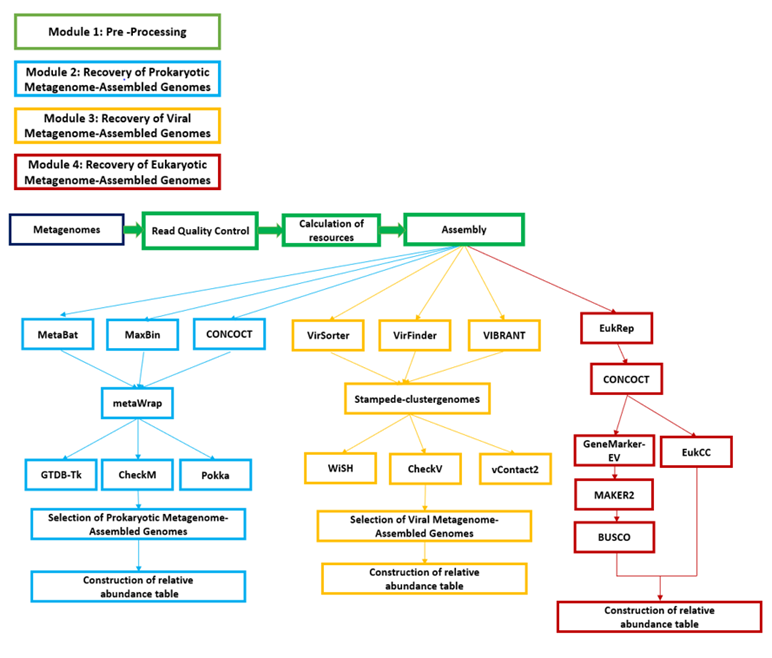 Module 1: Pre -Processing
Module 2: Recovery of Prokaryotic
Metagenome-Assembled Genomes
Module 3: Recovery of Viral
Metagenome-Assembled Genomes
Module 4: Recovery of Eukaryotic
Metagenome-Assembled Genomes
Metagenomes
Read Quality Control
Calculation of
resources
Assembly
MetaBat
MaxBin
CONCOCT
VirSorter
VirFinder
VIBRANT
EukRep
metaWrap
Stampede-clustergenomes
CONCOCT
GTDB-Tk
CheckM
Pokka
WiSH
CheckV
vContact2
GeneMarker-
EV
EukCC
MAKER2
BUSCO
Selection of Prokaryotic Metagenome-
Assembled Genomes
Selection of Viral Metagenome-
Assembled Genomes
Construction of relative
abundance table
Construction of relative
abundance table
Construction of relative
abundance table